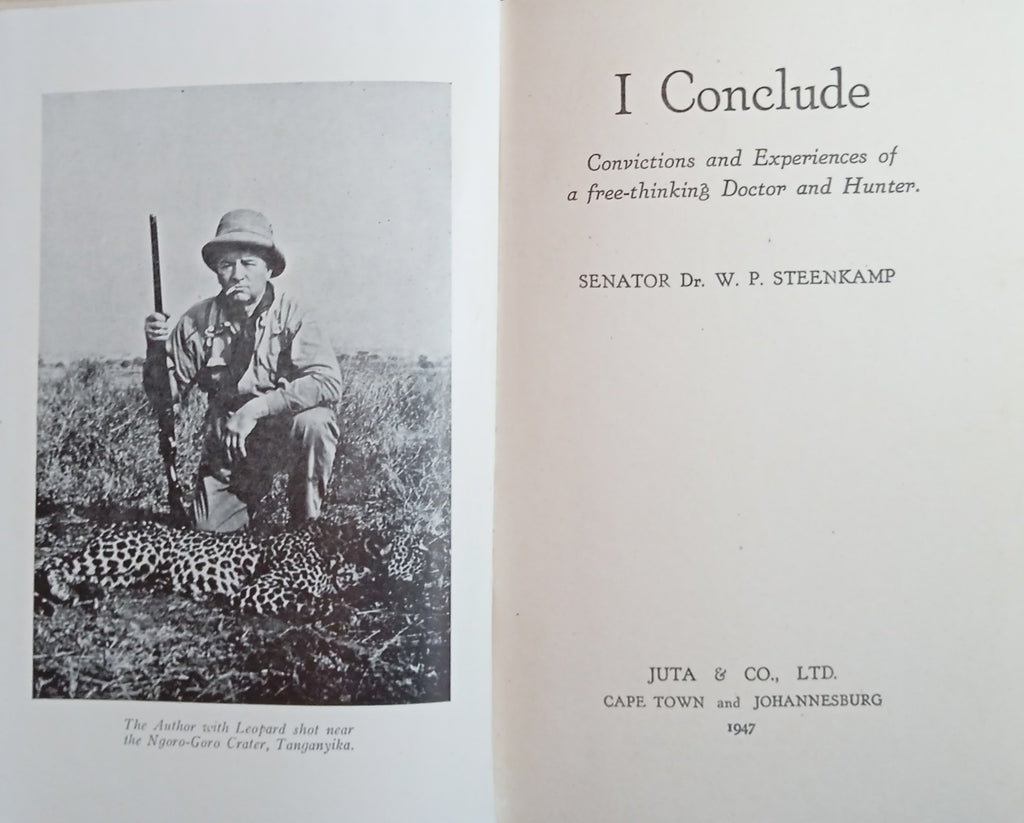 The Author with Leopard shot near
the Ngoro-Goro Crater, Tanganyika.
I Conclude
Convictions and Experiences of
a free-thinking Doctor and Hunter.
SENATOR Dr. W. P. STEENKAMP
JUTA & CO., LTD.
CAPE TOWN and JOHANNESBURG
1947